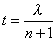 t = λ / (n + 1)